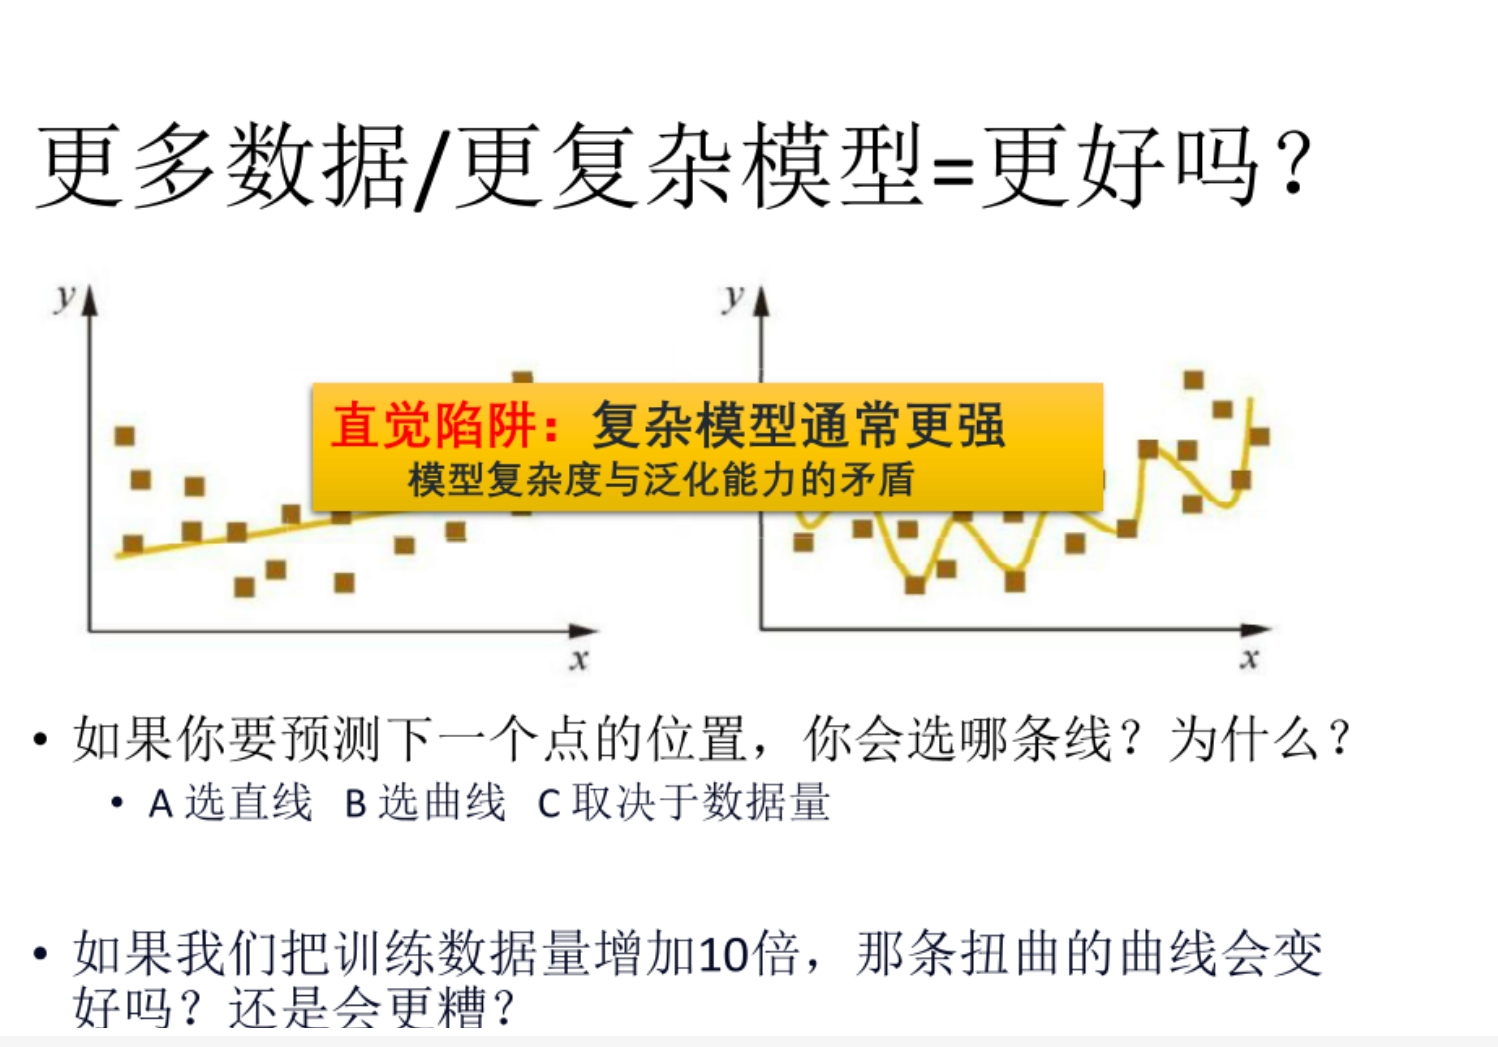 更多数据/更复杂模型=更好吗？
y
y
直觉陷阱：复杂模型通常更强
模型复杂度与泛化能力的矛盾
x
x
• 如果你要预测下一个点的位置，你会选哪条线？为什么？
• A 选直线 B 选曲线 C 取决于数据量
• 如果我们把训练数据量增加10倍，那条扭曲的曲线会变
好吗？还是会更糟？